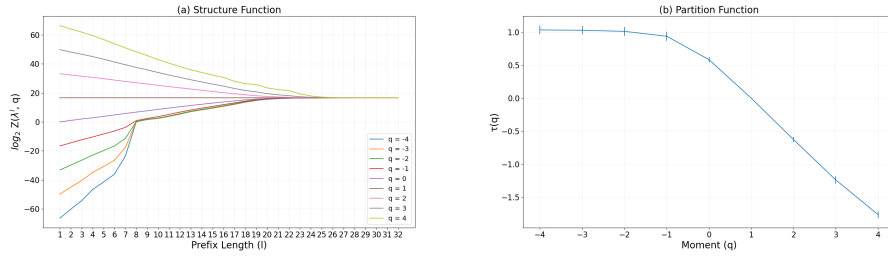 (a) Structure Function
log₂ Z(λˡ, q)
60
40
20
0
−20
−40
−60
q = -4
q = -3
q = -2
q = -1
q = 0
q = 1
q = 2
q = 3
q = 4
1 2 3 4 5 6 7 8 9 10 11 12 13 14 15 16 17 18 19 20 21 22 23 24 25 26 27 28 29 30 31 32
Prefix Length (l)
(b) Partition Function
τ(q)
1.0
0.5
0.0
−0.5
−1.0
−1.5
−4 −3 −2 −1 0 1 2 3 4
Moment (q)